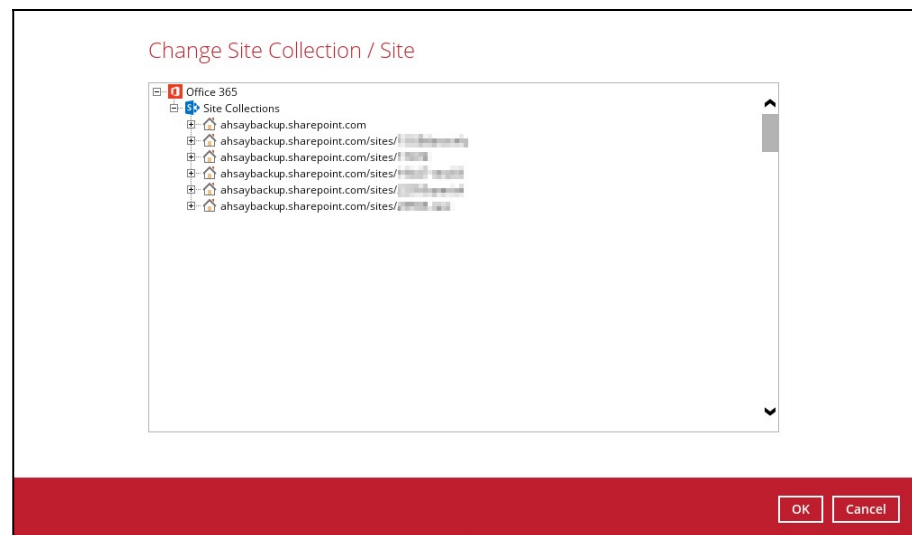 Change Site Collection / Site
Office 365
Site Collections
ahsaybackup.sharepoint.com
ahsaybackup.sharepoint.com/sites/
ahsaybackup.sharepoint.com/sites/
ahsaybackup.sharepoint.com/sites/
ahsaybackup.sharepoint.com/sites/
ahsaybackup.sharepoint.com/sites/
OK Cancel